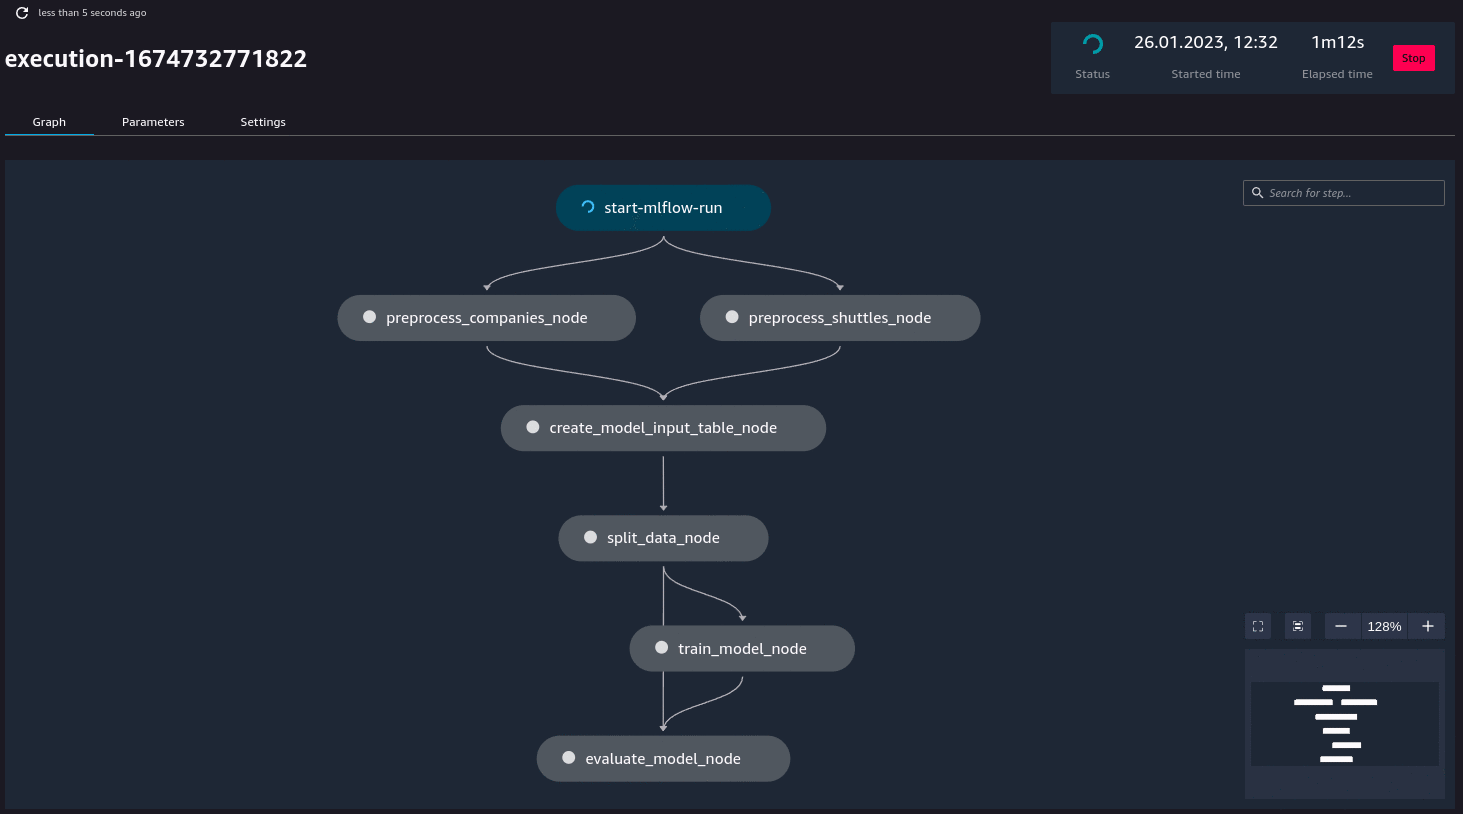 less than 5 seconds ago
execution-1674732771822
26.01.2023, 12:32 1m12s Stop
Status Started time Elapsed time
Graph Parameters Settings
Search for step...
start-mlflow-run
preprocess_companies_node preprocess_shuttles_node
create_model_input_table_node
split_data_node
train_model_node
evaluate_model_node
128%